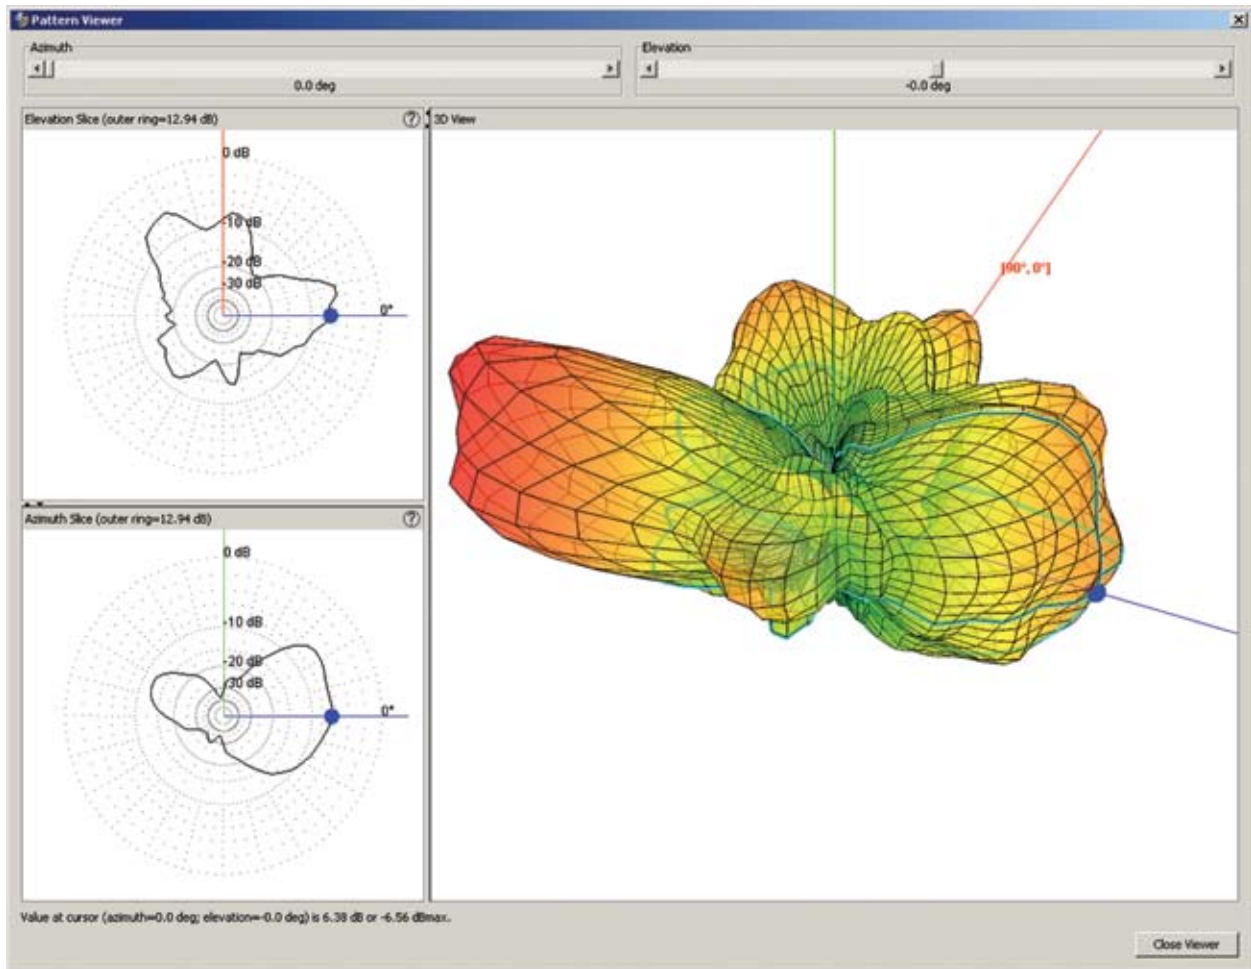 Pattern Viewer
Azimuth
0.0 deg
Elevation
-0.0 deg
Elevation Slice (outer ring=12.94 dB)
?
0 dB
-10 dB
-20 dB
-30 dB
0°
Azimuth Slice (outer ring=12.94 dB)
?
0 dB
-10 dB
-20 dB
-30 dB
0°
3D View
[90°, 0°]
Value at cursor (azimuth=0.0 deg; elevation=-0.0 deg) is 6.38 dB or -6.56 dBmax.
Close Viewer